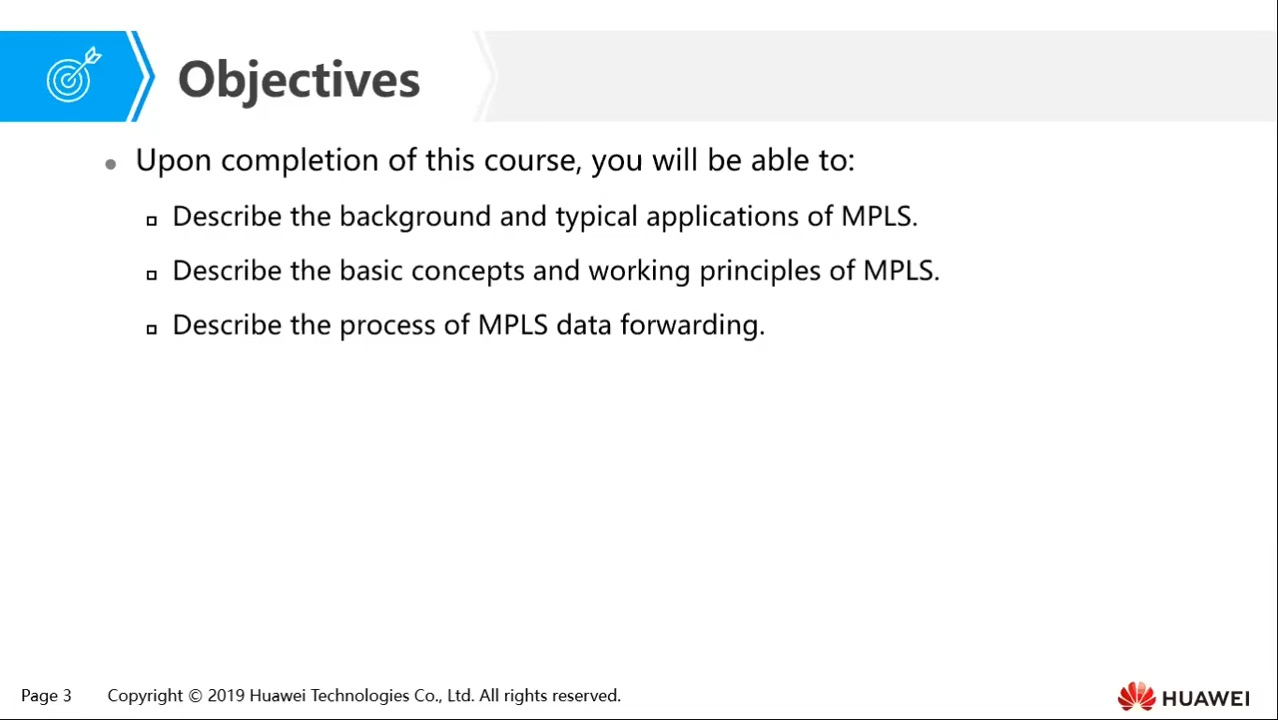 Objectives
Upon completion of this course, you will be able to:
Describe the background and typical applications of MPLS.
Describe the basic concepts and working principles of MPLS.
Describe the process of MPLS data forwarding.
Page 3 Copyright © 2019 Huawei Technologies Co., Ltd. All rights reserved.
HUAWEI